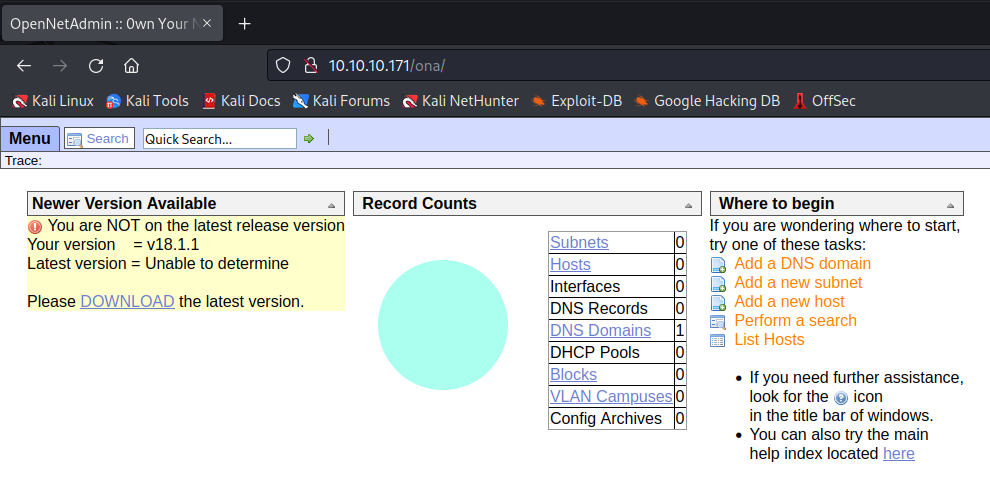 OpenNetAdmin :: 0wn Your N
10.10.10.171/ona/
Kali Linux Kali Tools Kali Docs Kali Forums Kali NetHunter Exploit-DB Google Hacking DB OffSec
Menu Search Quick Search...
Trace:
Newer Version Available
You are NOT on the latest release version
Your version = v18.1.1
Latest version = Unable to determine
Please DOWNLOAD the latest version.
Record Counts
Subnets 0
Hosts 0
Interfaces 0
DNS Records 0
DNS Domains 1
DHCP Pools 0
Blocks 0
VLAN Campuses 0
Config Archives 0
Where to begin
If you are wondering where to start,
try one of these tasks:
Add a DNS domain
Add a new subnet
Add a new host
Perform a search
List Hosts
• If you need further assistance,
look for the icon
in the title bar of windows.
• You can also try the main
help index located here